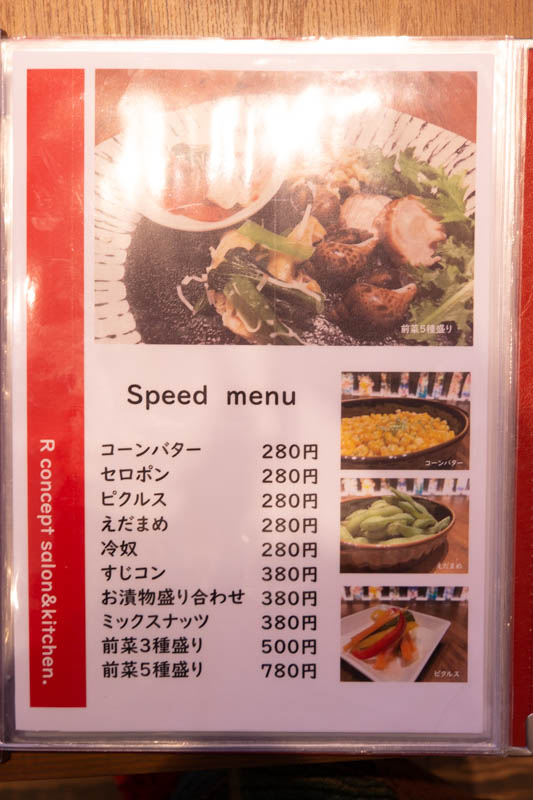 前菜5種盛り
Speed menu
コーンバター 280円
セロポン 280円
ピクルス 280円
えだまめ 280円
冷奴 280円
すじコン 380円
お漬物盛り合わせ 380円
ミックスナッツ 380円
前菜3種盛り 500円
前菜5種盛り 780円
コーンバター
えだまめ
ピクルス
R concept salon&kitchen.